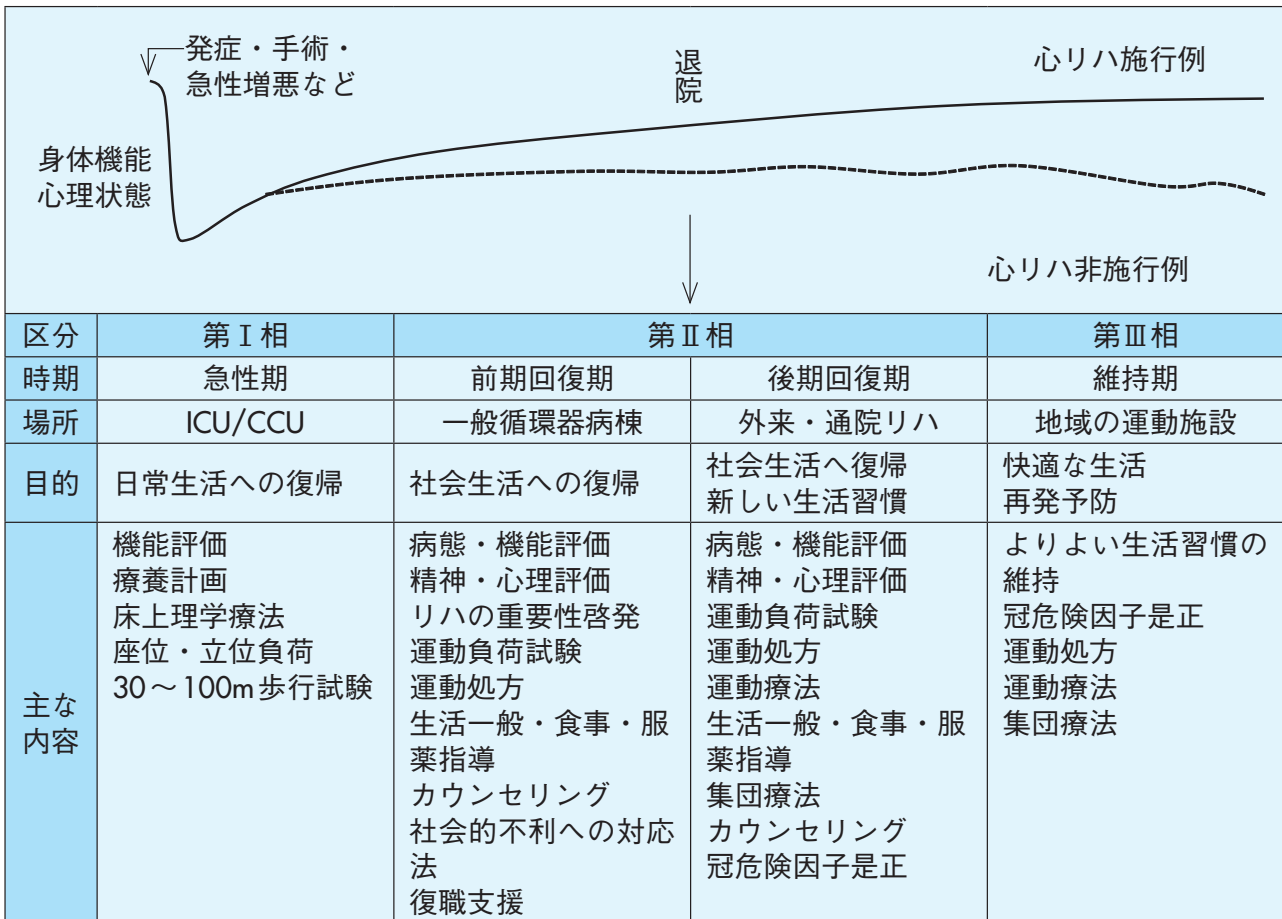 発症・手術・
急性増悪など
退院
心リハ施行例
身体機能
心理状態
心リハ非施行例
区分 第Ⅰ相 第Ⅱ相 第Ⅲ相
時期 急性期 前期回復期 後期回復期 維持期
場所 ICU/CCU 一般循環器病棟 外来・通院リハ 地域の運動施設
目的 日常生活への復帰 社会生活への復帰
社会生活へ復帰
新しい生活習慣
快適な生活
再発予防
主な
内容
機能評価
療養計画
床上理学療法
座位・立位負荷
30～100m歩行試験
病態・機能評価
精神・心理評価
リハの重要性啓発
運動負荷試験
運動処方
生活一般・食事・服
薬指導
カウンセリング
社会的不利への対応
法
復職支援
病態・機能評価
精神・心理評価
運動負荷試験
運動処方
運動療法
生活一般・食事・服
薬指導
集団療法
カウンセリング
冠危険因子是正
よりよい生活習慣の
維持
冠危険因子是正
運動処方
運動療法
集団療法